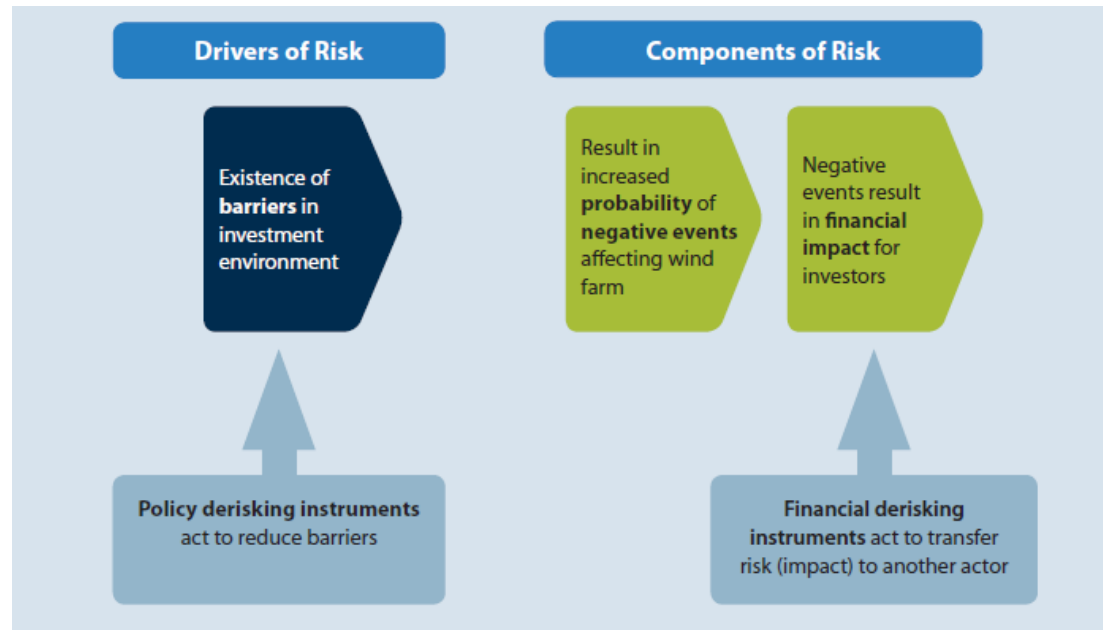 Drivers of Risk
Components of Risk
Existence of
barriers in
investment
environment
Result in
increased
probability of
negative events
affecting wind
farm
Negative
events result
in financial
impact for
investors
Policy derisking instruments
act to reduce barriers
Financial derisking
instruments act to transfer
risk (impact) to another actor